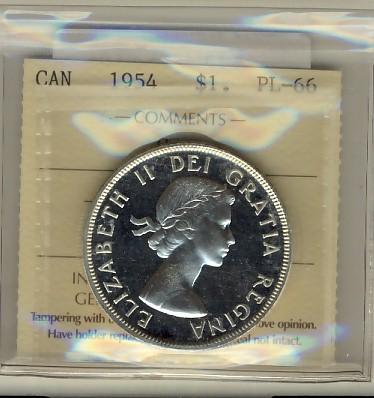 CAN 1954 $1. PL-66
COMMENTS
ELIZABETH II DEI GRATIA REGINA
IN
GE
Tampering with ove opinion.
Have holder repl al not intact.